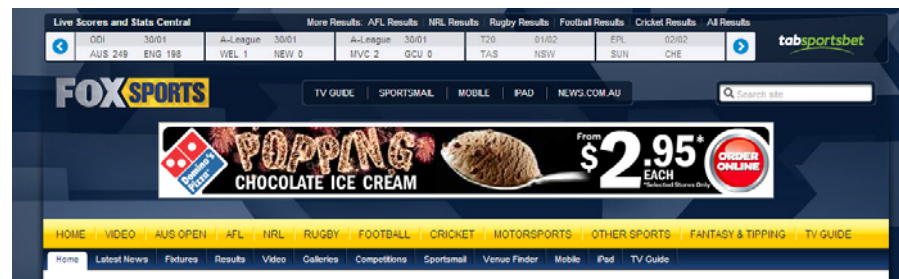 Live Scores and Stats Central More Results: AFL Results NRL Results Rugby Results Football Results Cricket Results All Results
ODI 30/01 A-League 30/01 A-League 30/01 T20 01/02 EPL 02/02
AUS 249 ENG 198 WEL 1 NEW 0 MVC 2 GCU 0 TAS NSW SUN CHE
tabsportsbet
FOX SPORTS
TV GUIDE SPORTSMAIL MOBILE IPAD NEWS.COM.AU
Search site
Domino's Pizza
POPPING
CHOCOLATE ICE CREAM
From
$2.95*
EACH
*Selected Stores Only
ORDER
ONLINE
HOME VIDEO AUS OPEN AFL NRL RUGBY FOOTBALL CRICKET MOTORSPORTS OTHER SPORTS FANTASY & TIPPING TV GUIDE
Home Latest News Fixtures Results Video Galleries Competitions Sportsmail Venue Finder Mobile iPad TV Guide